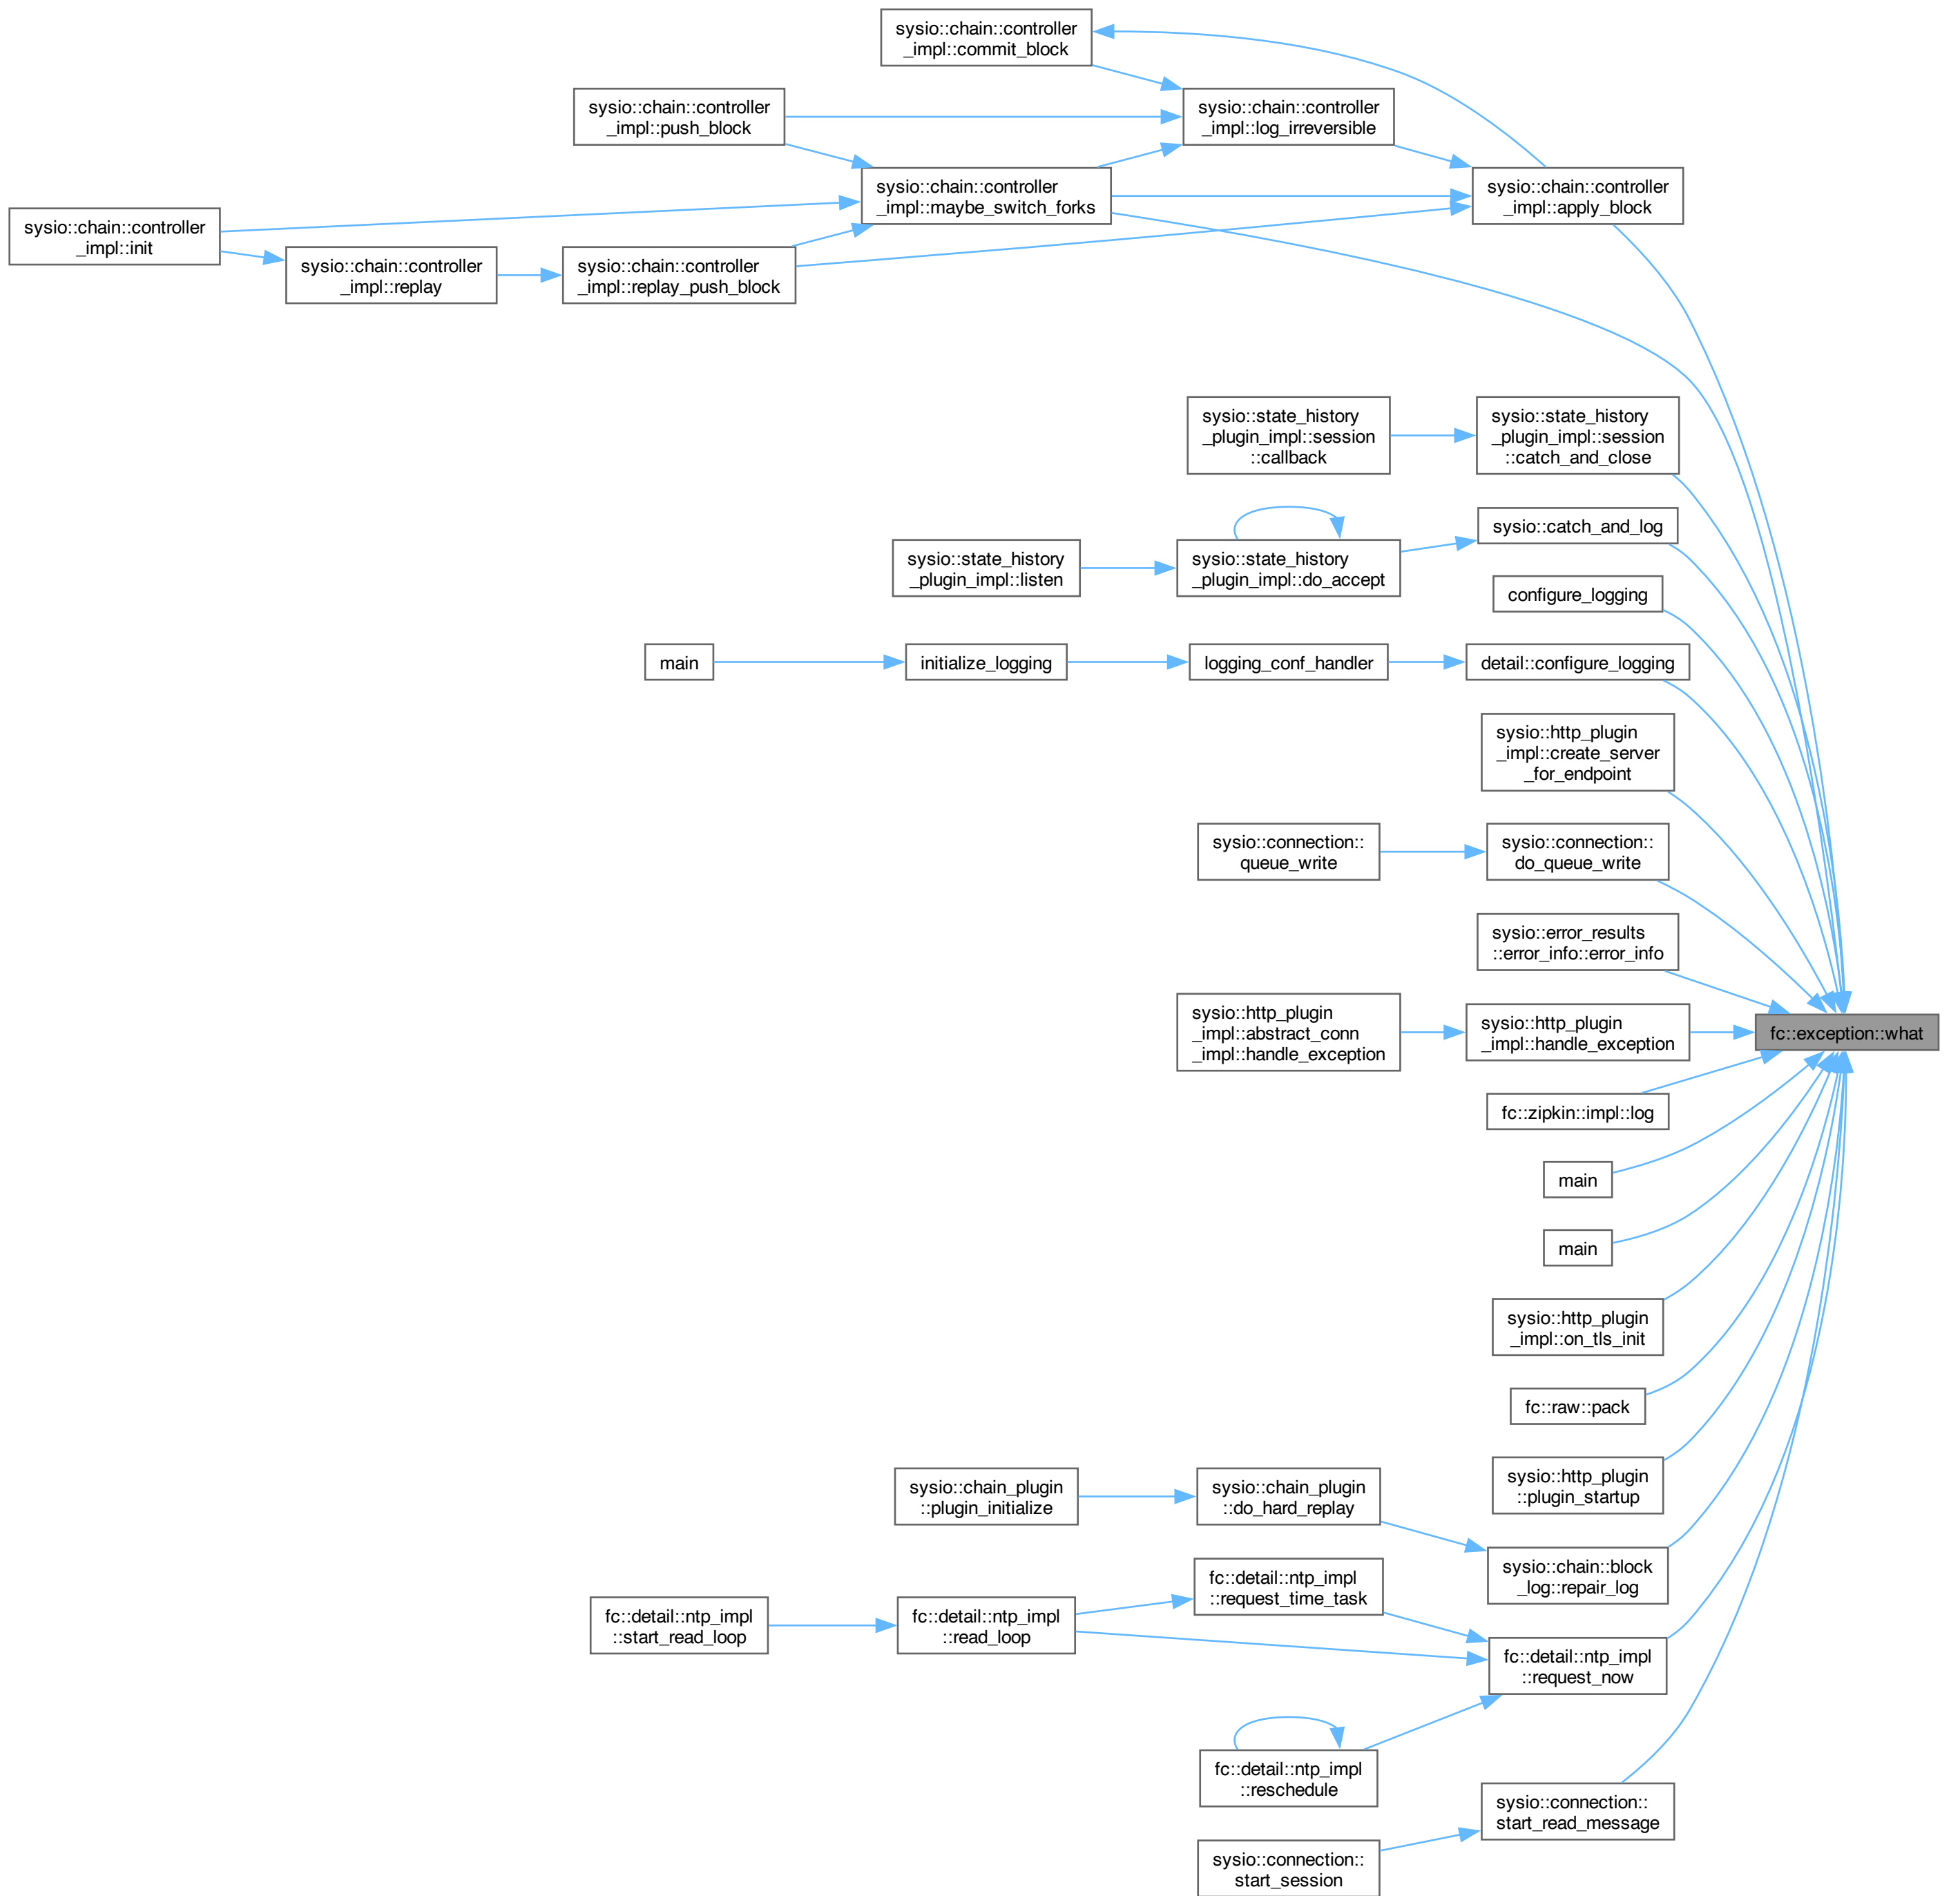 sysio::chain::controller
_impl::commit_block
sysio::chain::controller
_impl::push_block
sysio::chain::controller
_impl::log_irreversible
sysio::chain::controller
_impl::maybe_switch_forks
sysio::chain::controller
_impl::apply_block
sysio::chain::controller
_impl::init
sysio::chain::controller
_impl::replay
sysio::chain::controller
_impl::replay_push_block
sysio::state_history
_plugin_impl::session
::callback
sysio::state_history
_plugin_impl::session
::catch_and_close
sysio::catch_and_log
sysio::state_history
_plugin_impl::listen
sysio::state_history
_plugin_impl::do_accept
configure_logging
main
initialize_logging
logging_conf_handler
detail::configure_logging
sysio::http_plugin
_impl::create_server
_for_endpoint
sysio::connection::
queue_write
sysio::connection::
do_queue_write
sysio::error_results
::error_info::error_info
sysio::http_plugin
_impl::abstract_conn
_impl::handle_exception
sysio::http_plugin
_impl::handle_exception
fc::exception::what
fc::zipkin::impl::log
main
main
sysio::http_plugin
_impl::on_tls_init
fc::raw::pack
sysio::http_plugin
::plugin_startup
sysio::chain_plugin
::plugin_initialize
sysio::chain_plugin
::do_hard_replay
sysio::chain::block
_log::repair_log
fc::detail::ntp_impl
::request_time_task
fc::detail::ntp_impl
::start_read_loop
fc::detail::ntp_impl
::read_loop
fc::detail::ntp_impl
::request_now
fc::detail::ntp_impl
::reschedule
sysio::connection::
start_read_message
sysio::connection::
start_session